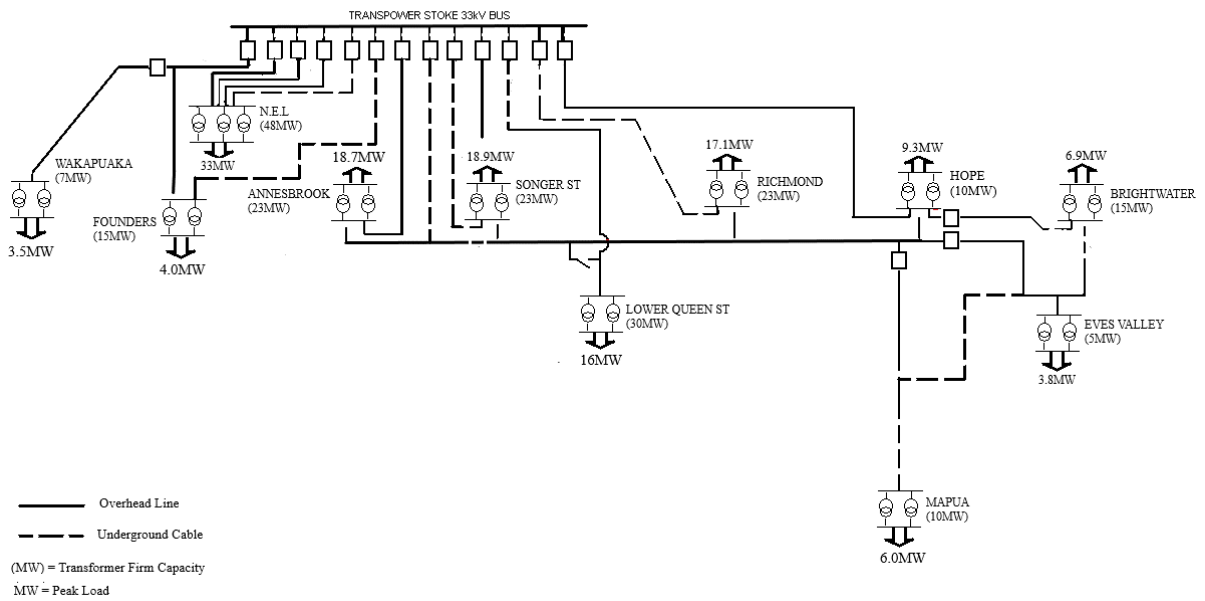 TRANSPOWER STOKE 33kV BUS
N.E.L
(48MW)
33MW
WAKAPUAKA
(7MW)
3.5MW
FOUNDERS
(15MW)
4.0MW
18.7MW
ANNESBROOK
(23MW)
18.9MW
SONGER ST
(23MW)
17.1MW
RICHMOND
(23MW)
9.3MW
HOPE
(10MW)
6.9MW
BRIGHTWATER
(15MW)
LOWER QUEEN ST
(30MW)
16MW
EVES VALLEY
(5MW)
3.8MW
MAPUA
(10MW)
6.0MW
Overhead Line
Underground Cable
(MW) = Transformer Firm Capacity
MW = Peak Load